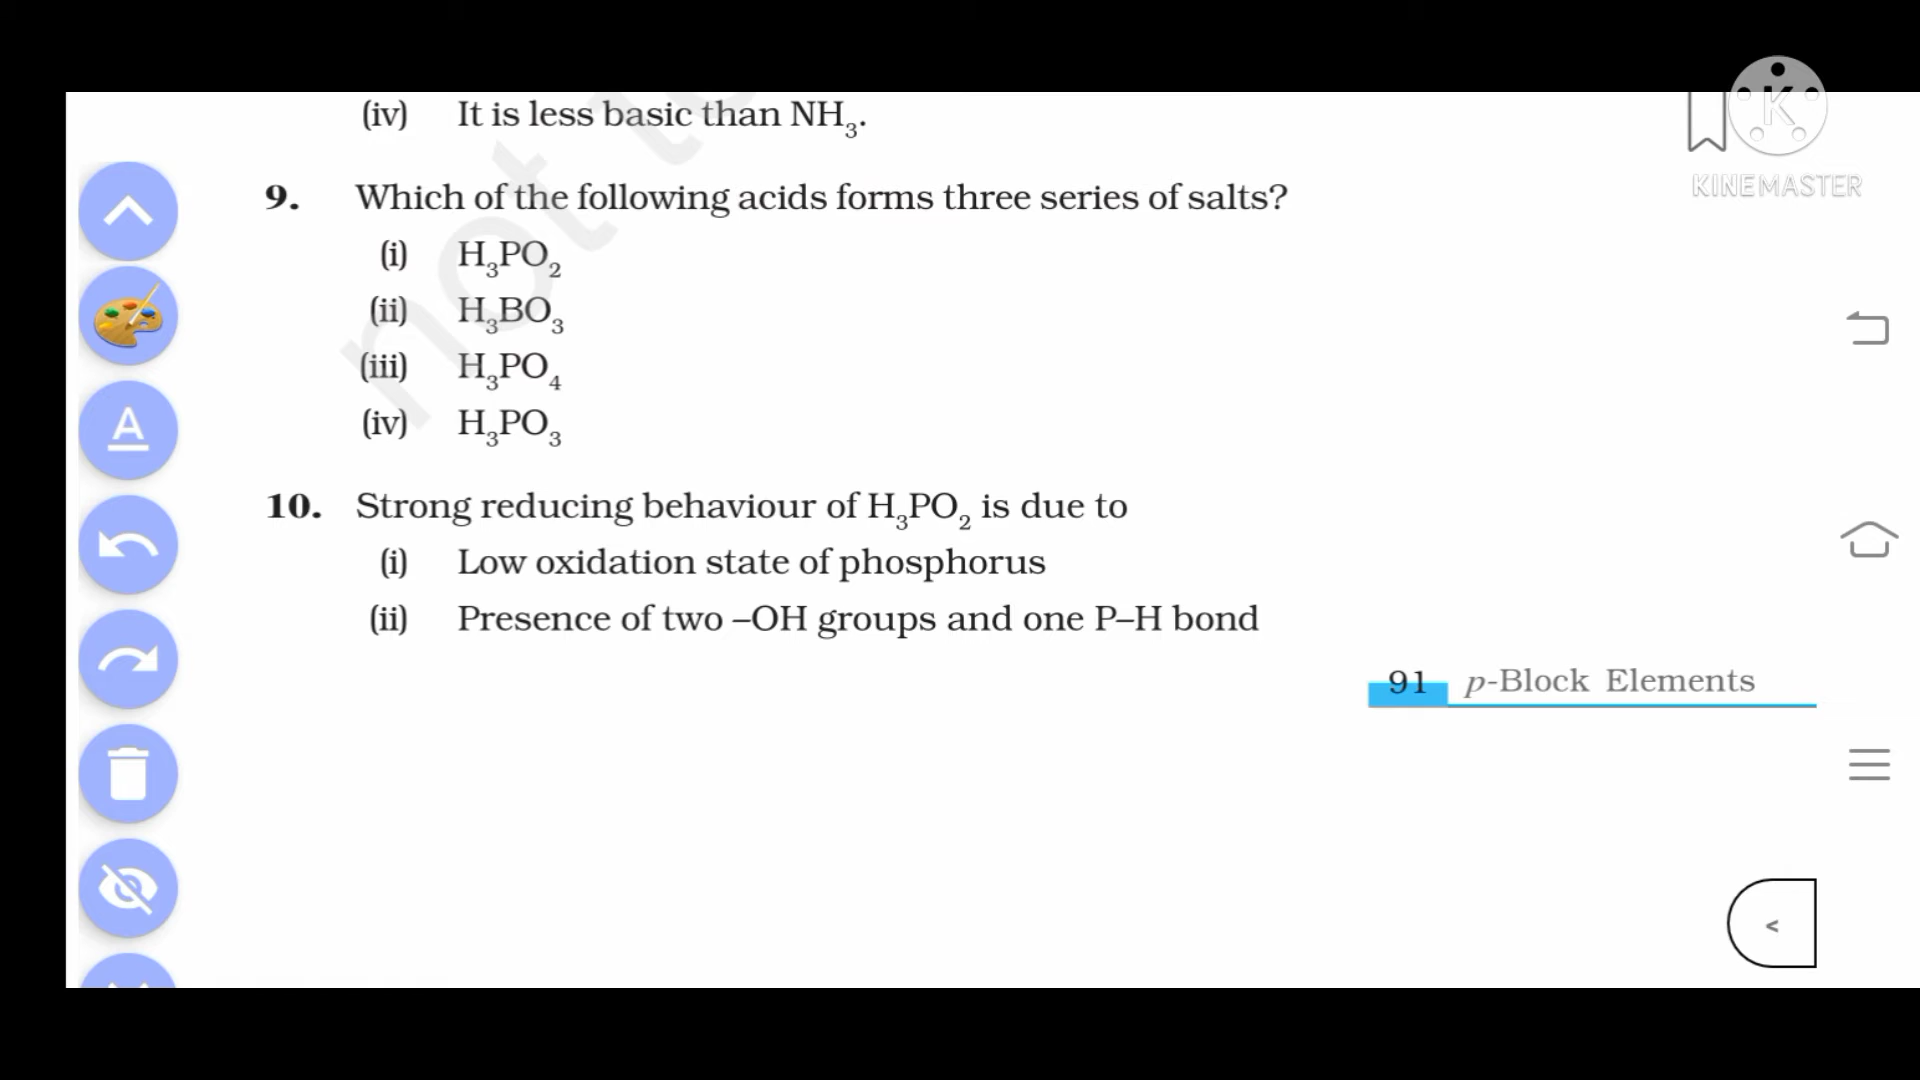 (iv) It is less basic than NH₃.
KINEMASTER
9. Which of the following acids forms three series of salts?
(i) H₃PO₂
(ii) H₃BO₃
(iii) H₃PO₄
(iv) H₃PO₃
10. Strong reducing behaviour of H₃PO₂ is due to
(i) Low oxidation state of phosphorus
(ii) Presence of two –OH groups and one P–H bond
91 p-Block Elements
not
A
K
<